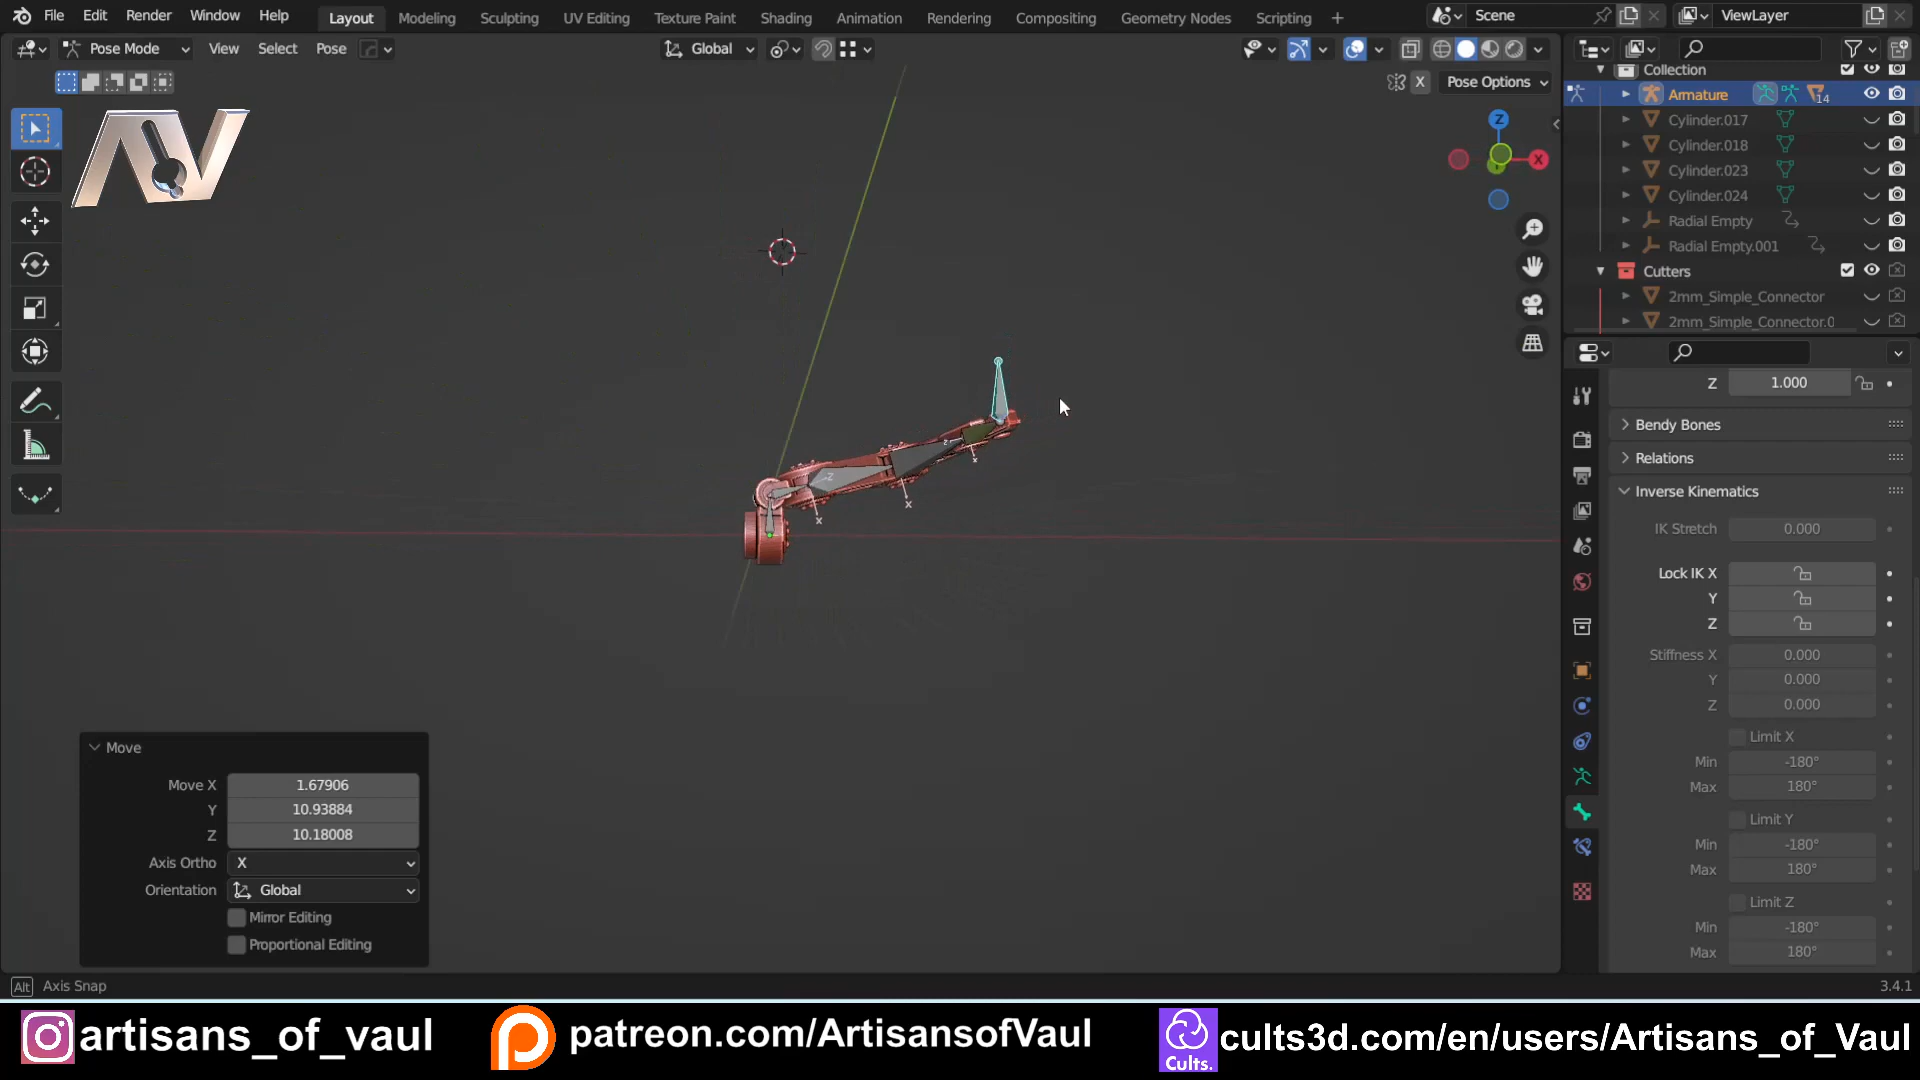 File Edit Render Window Help Layout Modeling Sculpting UV Editing Texture Paint Shading Animation Rendering Compositing Geometry Nodes Scripting + Scene ViewLayer
Pose Mode View Select Pose Global
X Pose Options
Collection
Armature 14
Cylinder.017
Cylinder.018
Cylinder.023
Cylinder.024
Radial Empty
Radial Empty.001
Cutters
2mm_Simple_Connector
2mm_Simple_Connector.0
Z
X
AV
Z 1.000
Bendy Bones
Relations
Inverse Kinematics
IK Stretch 0.000
Lock IK X
Y
Z
Stiffness X 0.000
Y 0.000
Z 0.000
Limit X
Min -180°
Max 180°
Limit Y
Min -180°
Max 180°
Limit Z
Min -180°
Max 180°
z
x
z
x
x
Move
Move X 1.67906
Y 10.93884
Z 10.18008
Axis Ortho X
Orientation Global
Mirror Editing
Proportional Editing
Alt Axis Snap 3.4.1
artisans_of_vaul patreon.com/ArtisansofVaul Cults. cults3d.com/en/users/Artisans_of_Vaul